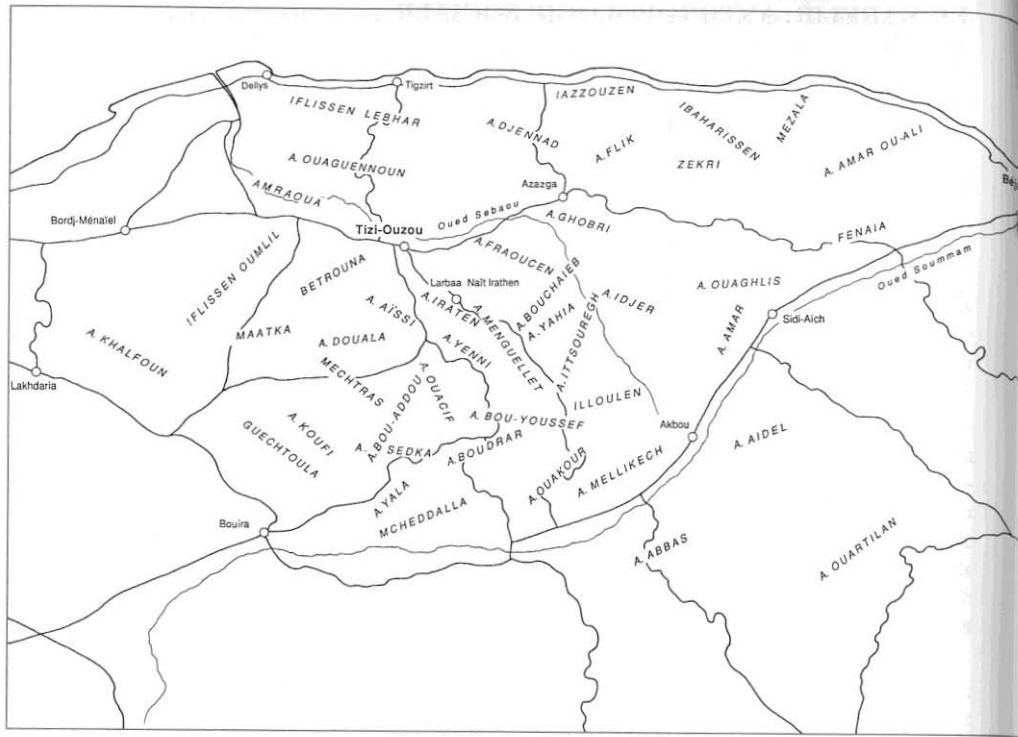 Dellys
Tigzirt
IAZZOUZEN
IFLISSEN LEBHAR
IBAHARISSEN
MEZALA
A. DJENNAD
A. FLIK
ZEKRI
A. AMAR OU-ALI
A. OUAGUENNOUN
AMRAOUA
Azazga
Bordj-Ménaïel
Tizi-Ouzou
Oued Sebaou
A. GHOBRI
FENAIA
Oued Soummam
A. FRAOUCEN
IFLISSEN OUMLIL
BETROUNA
Larbaa Naït Irathen
A. BOUCHAIEB
A. IDJER
A. OUAGHLIS
A. AÏSSI
A. IRATEN
A. MENGUELLET
A. YAHIA
A. ITTSOUREGH
A. AMAR
Sidi-Aïch
MAATKA
A. DOUALA
A. YENNI
A. KHALFOUN
Lakhdaria
MECHTRAS
A. BOU-ADDOU
A. OUACIF
ILLOULEN
A. KOUFI
GUECHTOULA
A. BOU-YOUSSEF
Akbou
A. AIDEL
A. SEDKA
A. BOUDRAR
A. OUAKOUR
A. MELLIKECH
A. YALA
MCHEDDALLA
Bouira
A. ABBAS
A. OUARTILAN